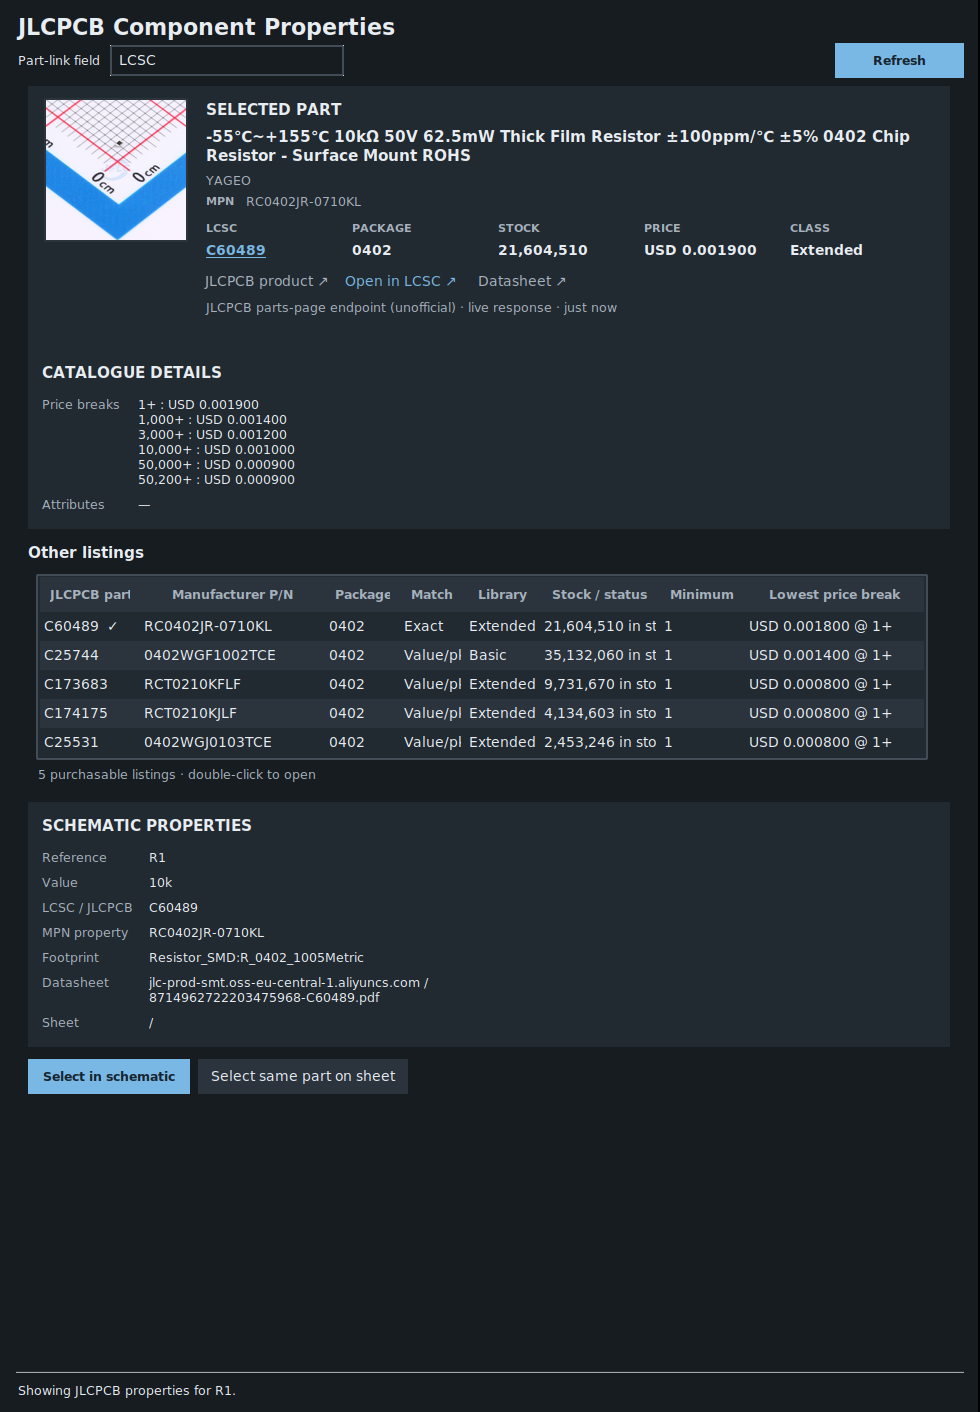 JLCPCB Component Properties
Part-link field LCSC Refresh
SELECTED PART
-55℃~+155℃ 10kΩ 50V 62.5mW Thick Film Resistor ±100ppm/℃ ±5% 0402 Chip
Resistor - Surface Mount ROHS
YAGEO
MPN RC0402JR-0710KL
LCSC PACKAGE STOCK PRICE CLASS
C60489 0402 21,604,510 USD 0.001900 Extended
JLCPCB product ↗ Open in LCSC ↗ Datasheet ↗
JLCPCB parts-page endpoint (unofficial) · live response · just now
0 cm 0 cm
CATALOGUE DETAILS
Price breaks 1+ : USD 0.001900
1,000+ : USD 0.001400
3,000+ : USD 0.001200
10,000+ : USD 0.001000
50,000+ : USD 0.000900
50,200+ : USD 0.000900
Attributes —
Other listings
JLCPCB part Manufacturer P/N Package Match Library Stock / status Minimum Lowest price break
C60489 ✓ RC0402JR-0710KL 0402 Exact Extended 21,604,510 in st 1 USD 0.001800 @ 1+
C25744 0402WGF1002TCE 0402 Value/pl Basic 35,132,060 in st 1 USD 0.001400 @ 1+
C173683 RCT0210KFLF 0402 Value/pl Extended 9,731,670 in sto 1 USD 0.000800 @ 1+
C174175 RCT0210KJLF 0402 Value/pl Extended 4,134,603 in sto 1 USD 0.000800 @ 1+
C25531 0402WGJ0103TCE 0402 Value/pl Extended 2,453,246 in sto 1 USD 0.000800 @ 1+
5 purchasable listings · double-click to open
SCHEMATIC PROPERTIES
Reference R1
Value 10k
LCSC / JLCPCB C60489
MPN property RC0402JR-0710KL
Footprint Resistor_SMD:R_0402_1005Metric
Datasheet jlc-prod-smt.oss-eu-central-1.aliyuncs.com /
8714962722203475968-C60489.pdf
Sheet /
Select in schematic Select same part on sheet
Showing JLCPCB properties for R1.